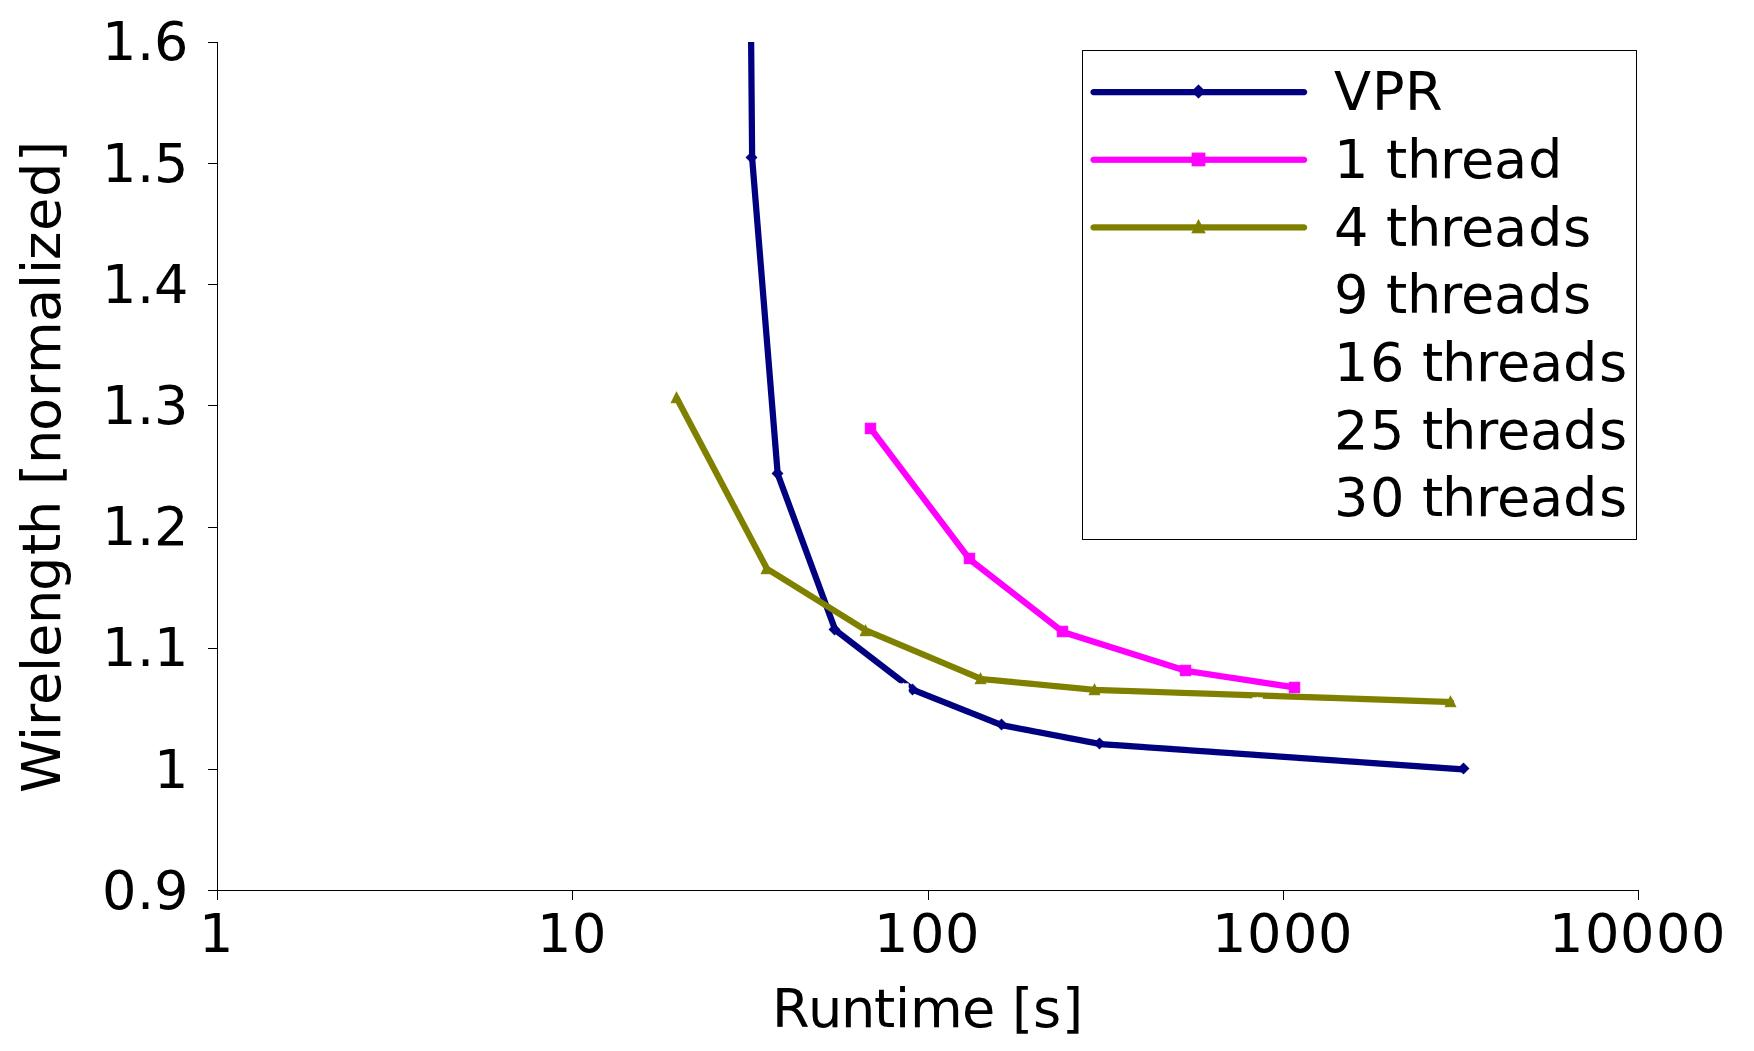 1.6
1.5
1.4
1.3
1.2
1.1
1
0.9
Wirelength [normalized]
VPR
1 thread
4 threads
9 threads
16 threads
25 threads
30 threads
1 10 100 1000 10000
Runtime [s]